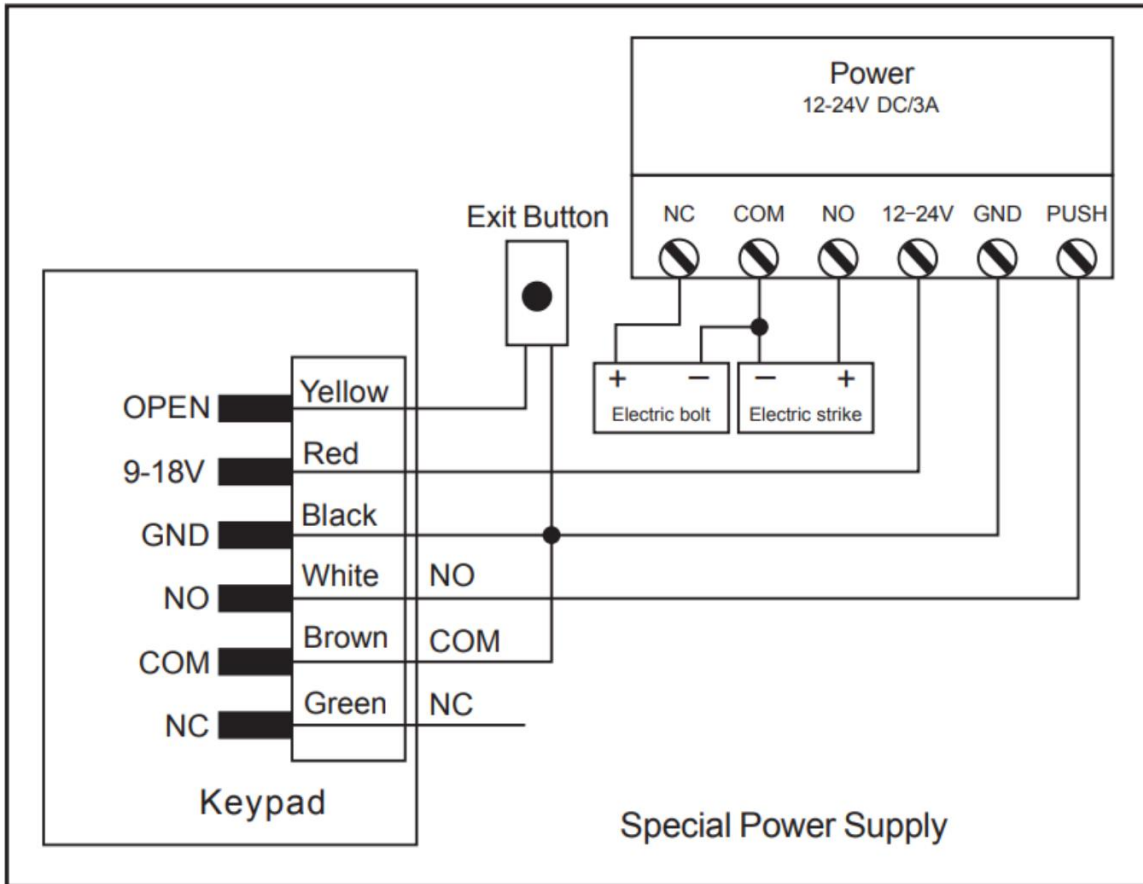 Power
12-24V DC/3A
NC COM NO 12-24V GND PUSH
Exit Button
+ − − +
Electric bolt Electric strike
OPEN Yellow
9-18V Red
GND Black
NO White NO
COM Brown COM
NC Green NC
Keypad
Special Power Supply